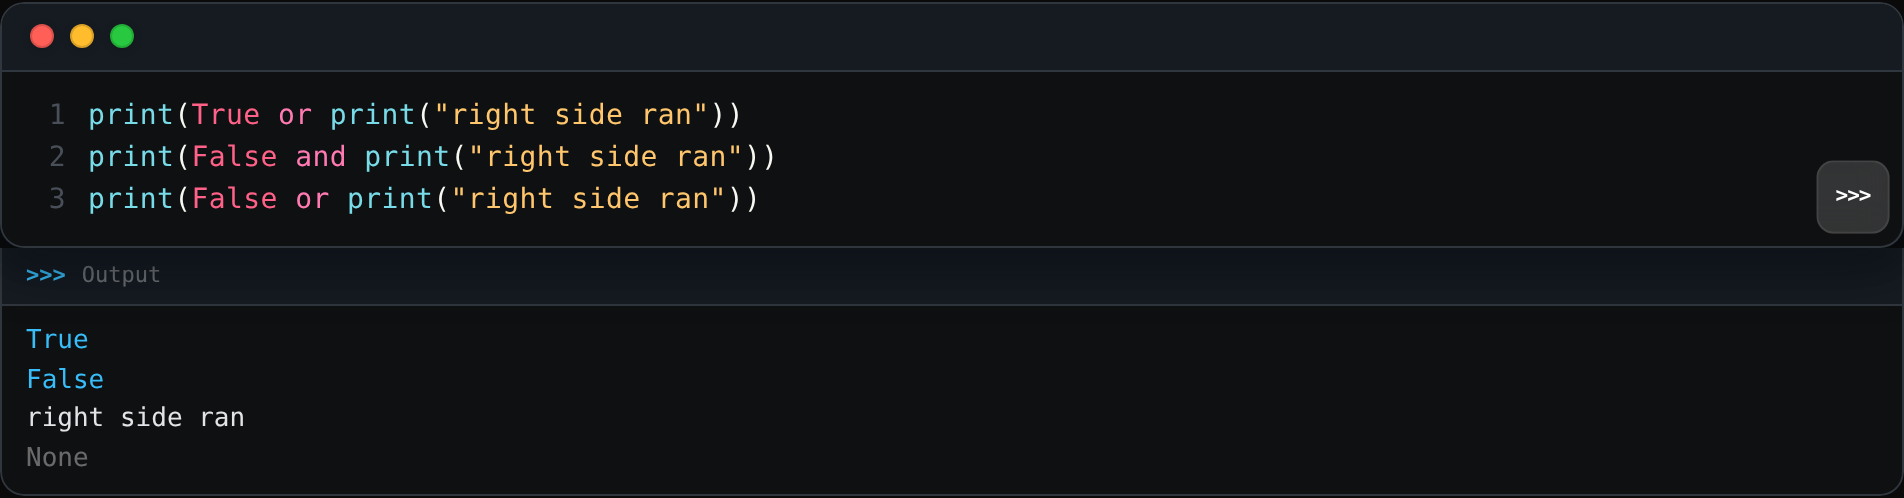 1 print(True or print("right side ran"))
2 print(False and print("right side ran"))
3 print(False or print("right side ran"))
>>>
>>> Output
True
False
right side ran
None